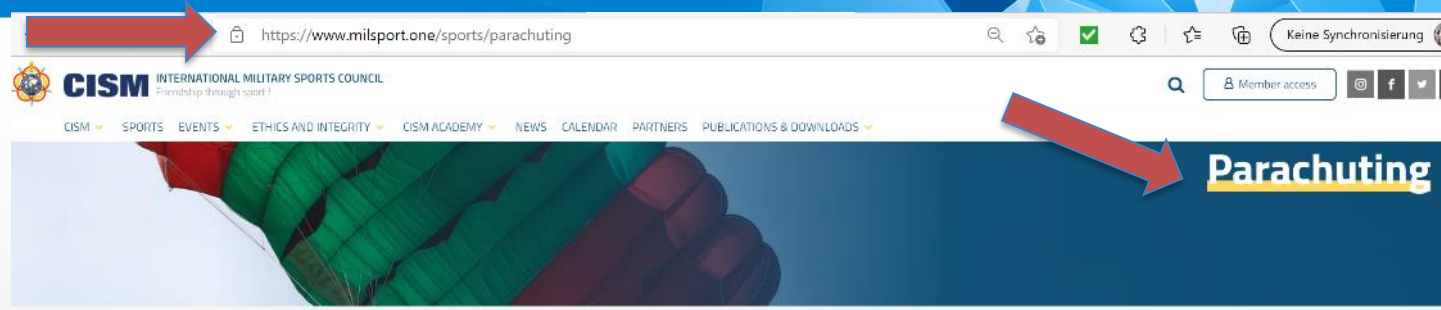 https://www.milsport.one/sports/parachuting
Keine Synchronisierung
CISM INTERNATIONAL MILITARY SPORTS COUNCIL
Friendship through sport !
Member access
CISM SPORTS EVENTS ETHICS AND INTEGRITY CISM ACADEMY NEWS CALENDAR PARTNERS PUBLICATIONS & DOWNLOADS
Parachuting